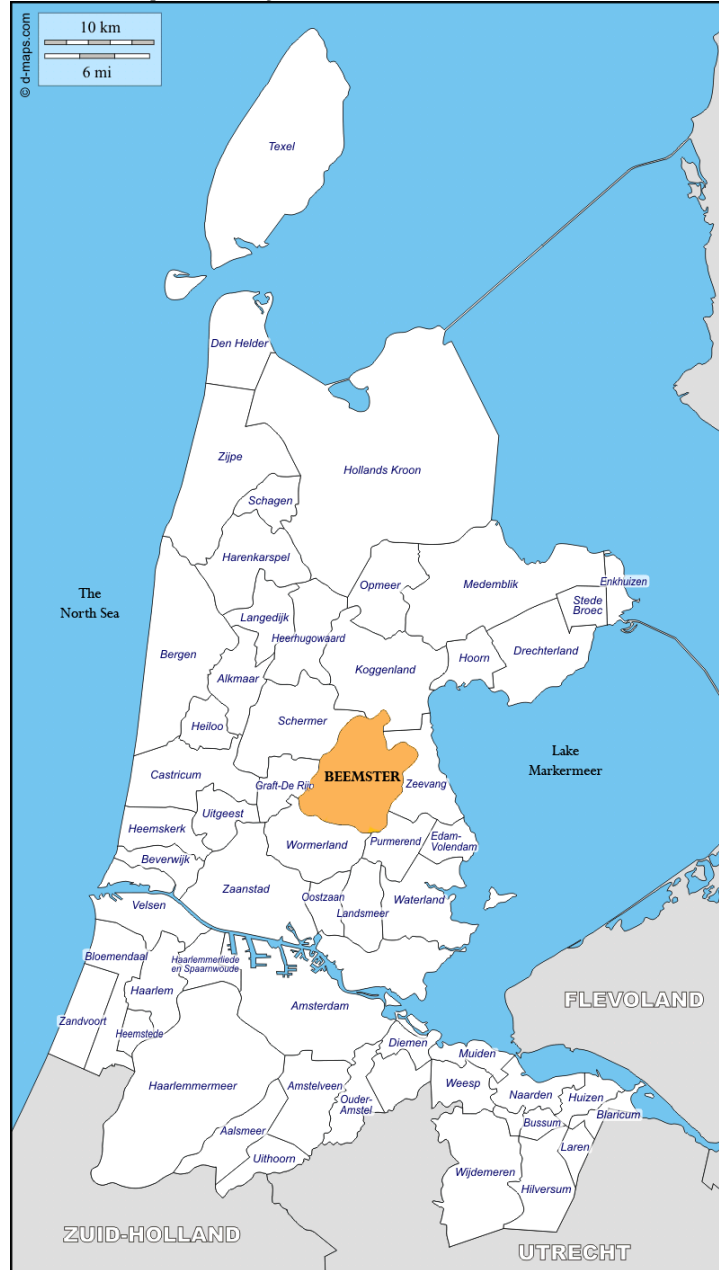 10 km
6 mi
© d-maps.com
Texel
Den Helder
Zijpe
Hollands Kroon
Schagen
Harenkarspel
Opmeer
Medemblik
Enkhuizen
The
North Sea
Stede
Broec
Langedijk
Heerhugowaard
Drechterland
Bergen
Hoorn
Koggenland
Alkmaar
Schermer
Heiloo
Lake
Markermeer
Castricum
BEEMSTER
Graft-De Rijp
Zeevang
Uitgeest
Heemskerk
Edam-
Volendam
Purmerend
Wormerland
Beverwijk
Zaanstad
Oostzaan
Waterland
Landsmeer
Velsen
Bloemendaal
Haarlemmerliede
en Spaarnwoude
Haarlem
FLEVOLAND
Amsterdam
Zandvoort
Heemstede
Diemen
Muiden
Haarlemmermeer
Amstelveen
Weesp
Naarden
Huizen
Ouder-
Amstel
Blaricum
Bussum
Aalsmeer
Laren
Uithoorn
Wijdemeren
Hilversum
ZUID-HOLLAND
UTRECHT